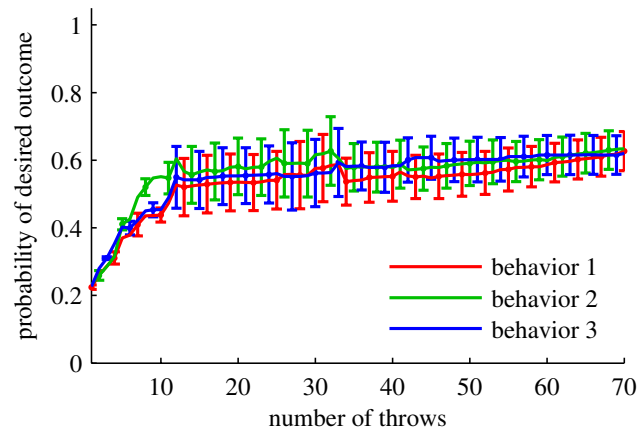 1
0.8
0.6
0.4
0.2
0
probability of desired outcome
10 20 30 40 50 60 70
number of throws
behavior 1
behavior 2
behavior 3